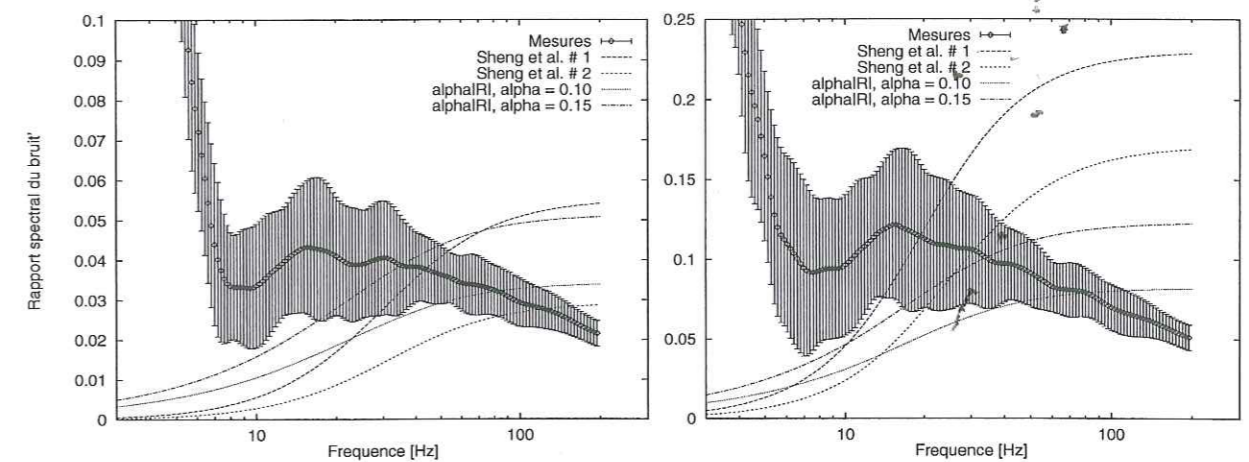 Rapport spectral du bruit'
0.1
0.09
0.08
0.07
0.06
0.05
0.04
0.03
0.02
0.01
0
Mesures
Sheng et al. # 1
Sheng et al. # 2
alphaIRI, alpha = 0.10
alphaIRI, alpha = 0.15
10
100
Frequence [Hz]
0.25
0.2
0.15
0.1
0.05
0
Mesures
Sheng et al. # 1
Sheng et al. # 2
alphaIRI, alpha = 0.10
alphaIRI, alpha = 0.15
10
100
Frequence [Hz]